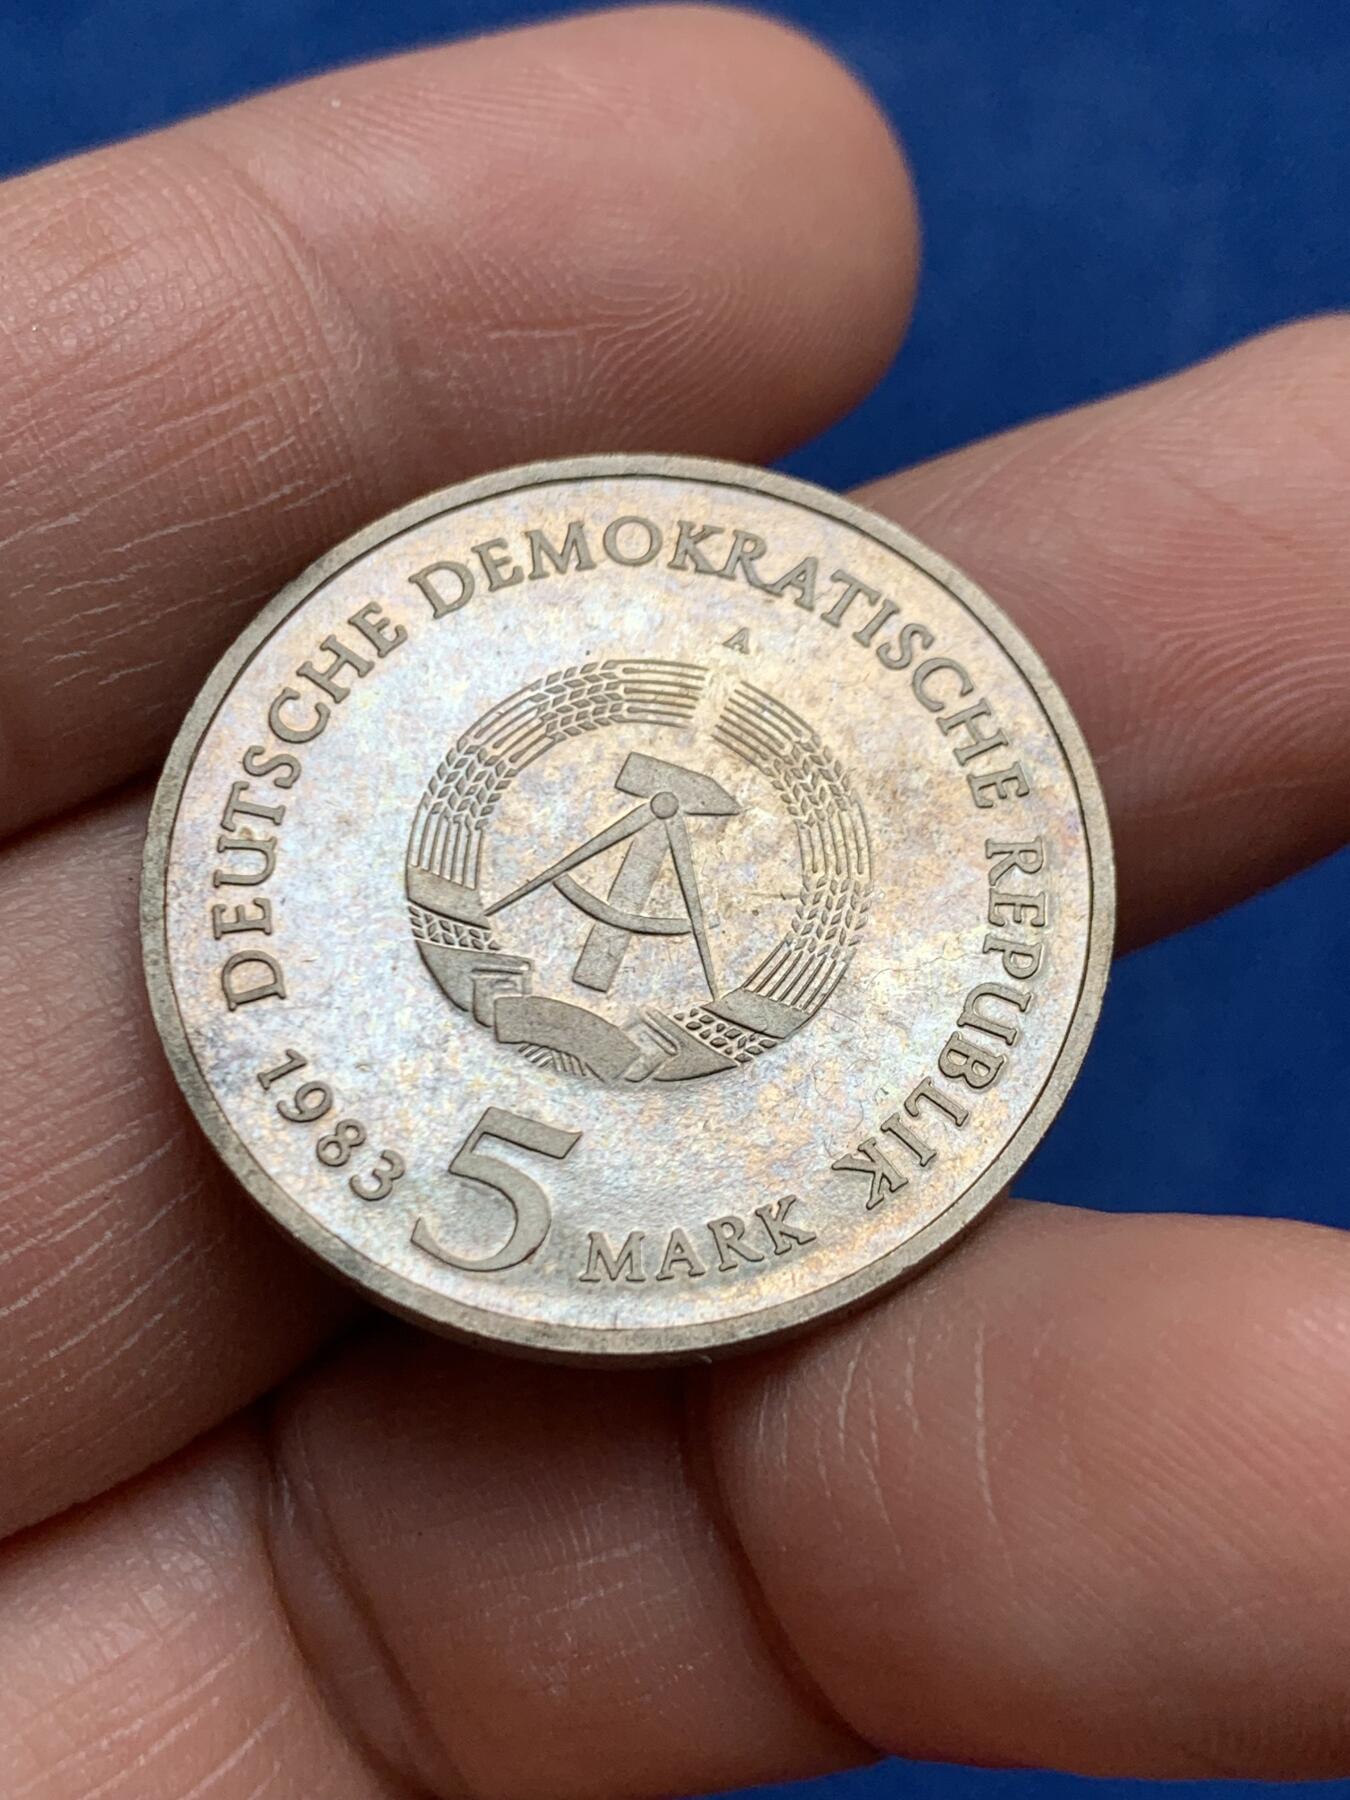 DEUTSCHE DEMOKRATISCHE REPUBLIK
A
1983
5 MARK